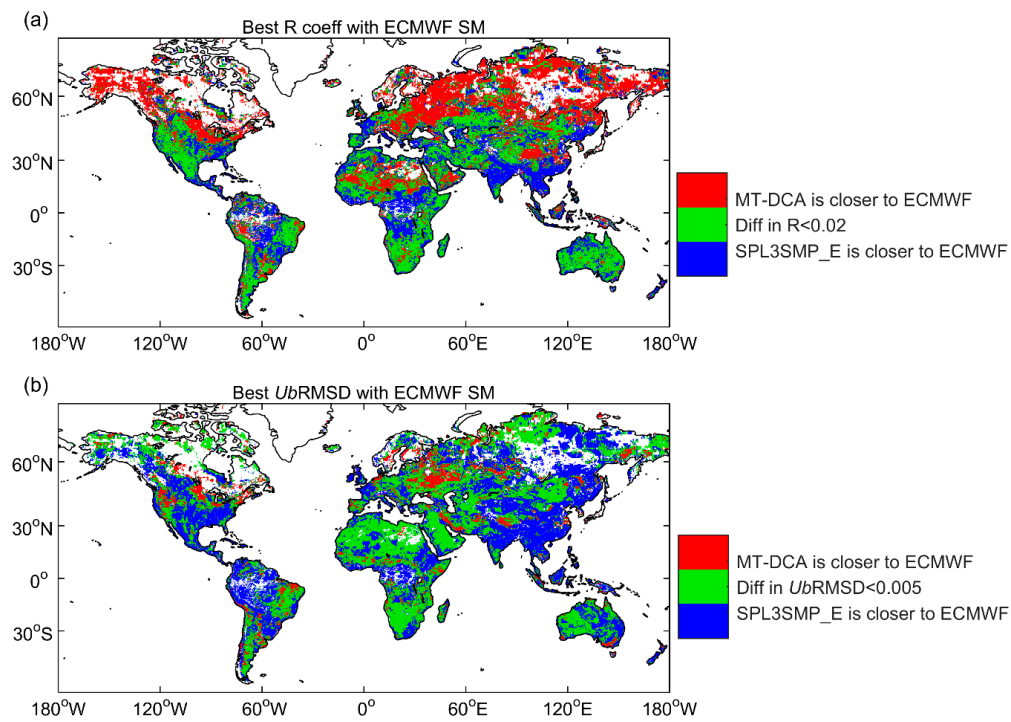 (a)
Best R coeff with ECMWF SM
60°N
30°N
0°
30°S
180°W 120°W 60°W 0° 60°E 120°E 180°W
MT-DCA is closer to ECMWF
Diff in R<0.02
SPL3SMP_E is closer to ECMWF
(b)
Best UbRMSD with ECMWF SM
60°N
30°N
0°
30°S
180°W 120°W 60°W 0° 60°E 120°E 180°W
MT-DCA is closer to ECMWF
Diff in UbRMSD<0.005
SPL3SMP_E is closer to ECMWF